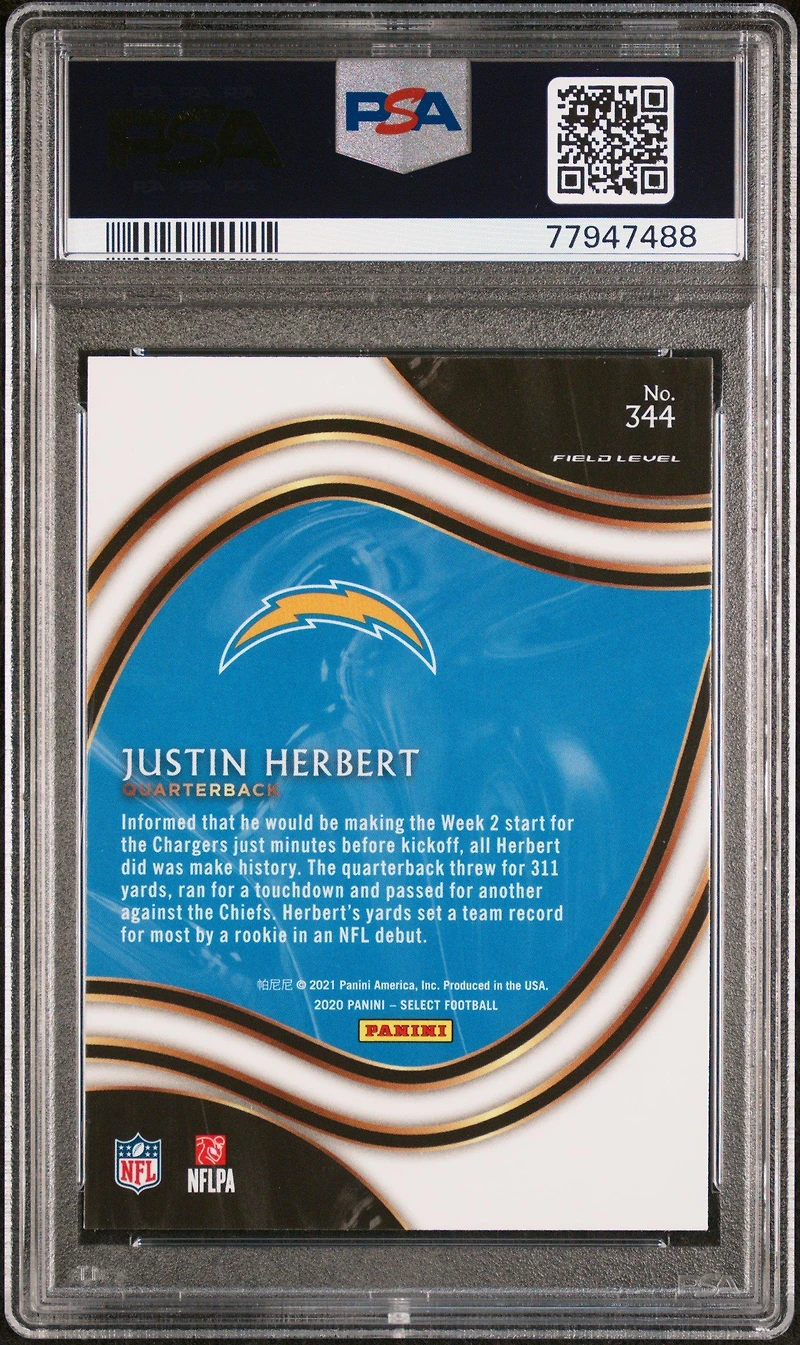 PSA
PSA
77947488
No.
344
FIELD LEVEL
JUSTIN HERBERT
QUARTERBACK
Informed that he would be making the Week 2 start for
the Chargers just minutes before kickoff, all Herbert
did was make history. The quarterback threw for 311
yards, ran for a touchdown and passed for another
against the Chiefs. Herbert's yards set a team record
for most by a rookie in an NFL debut.
帕尼尼 © 2021 Panini America, Inc. Produced in the USA.
2020 PANINI – SELECT FOOTBALL
PANINI
NFL
NFLPA
PSA